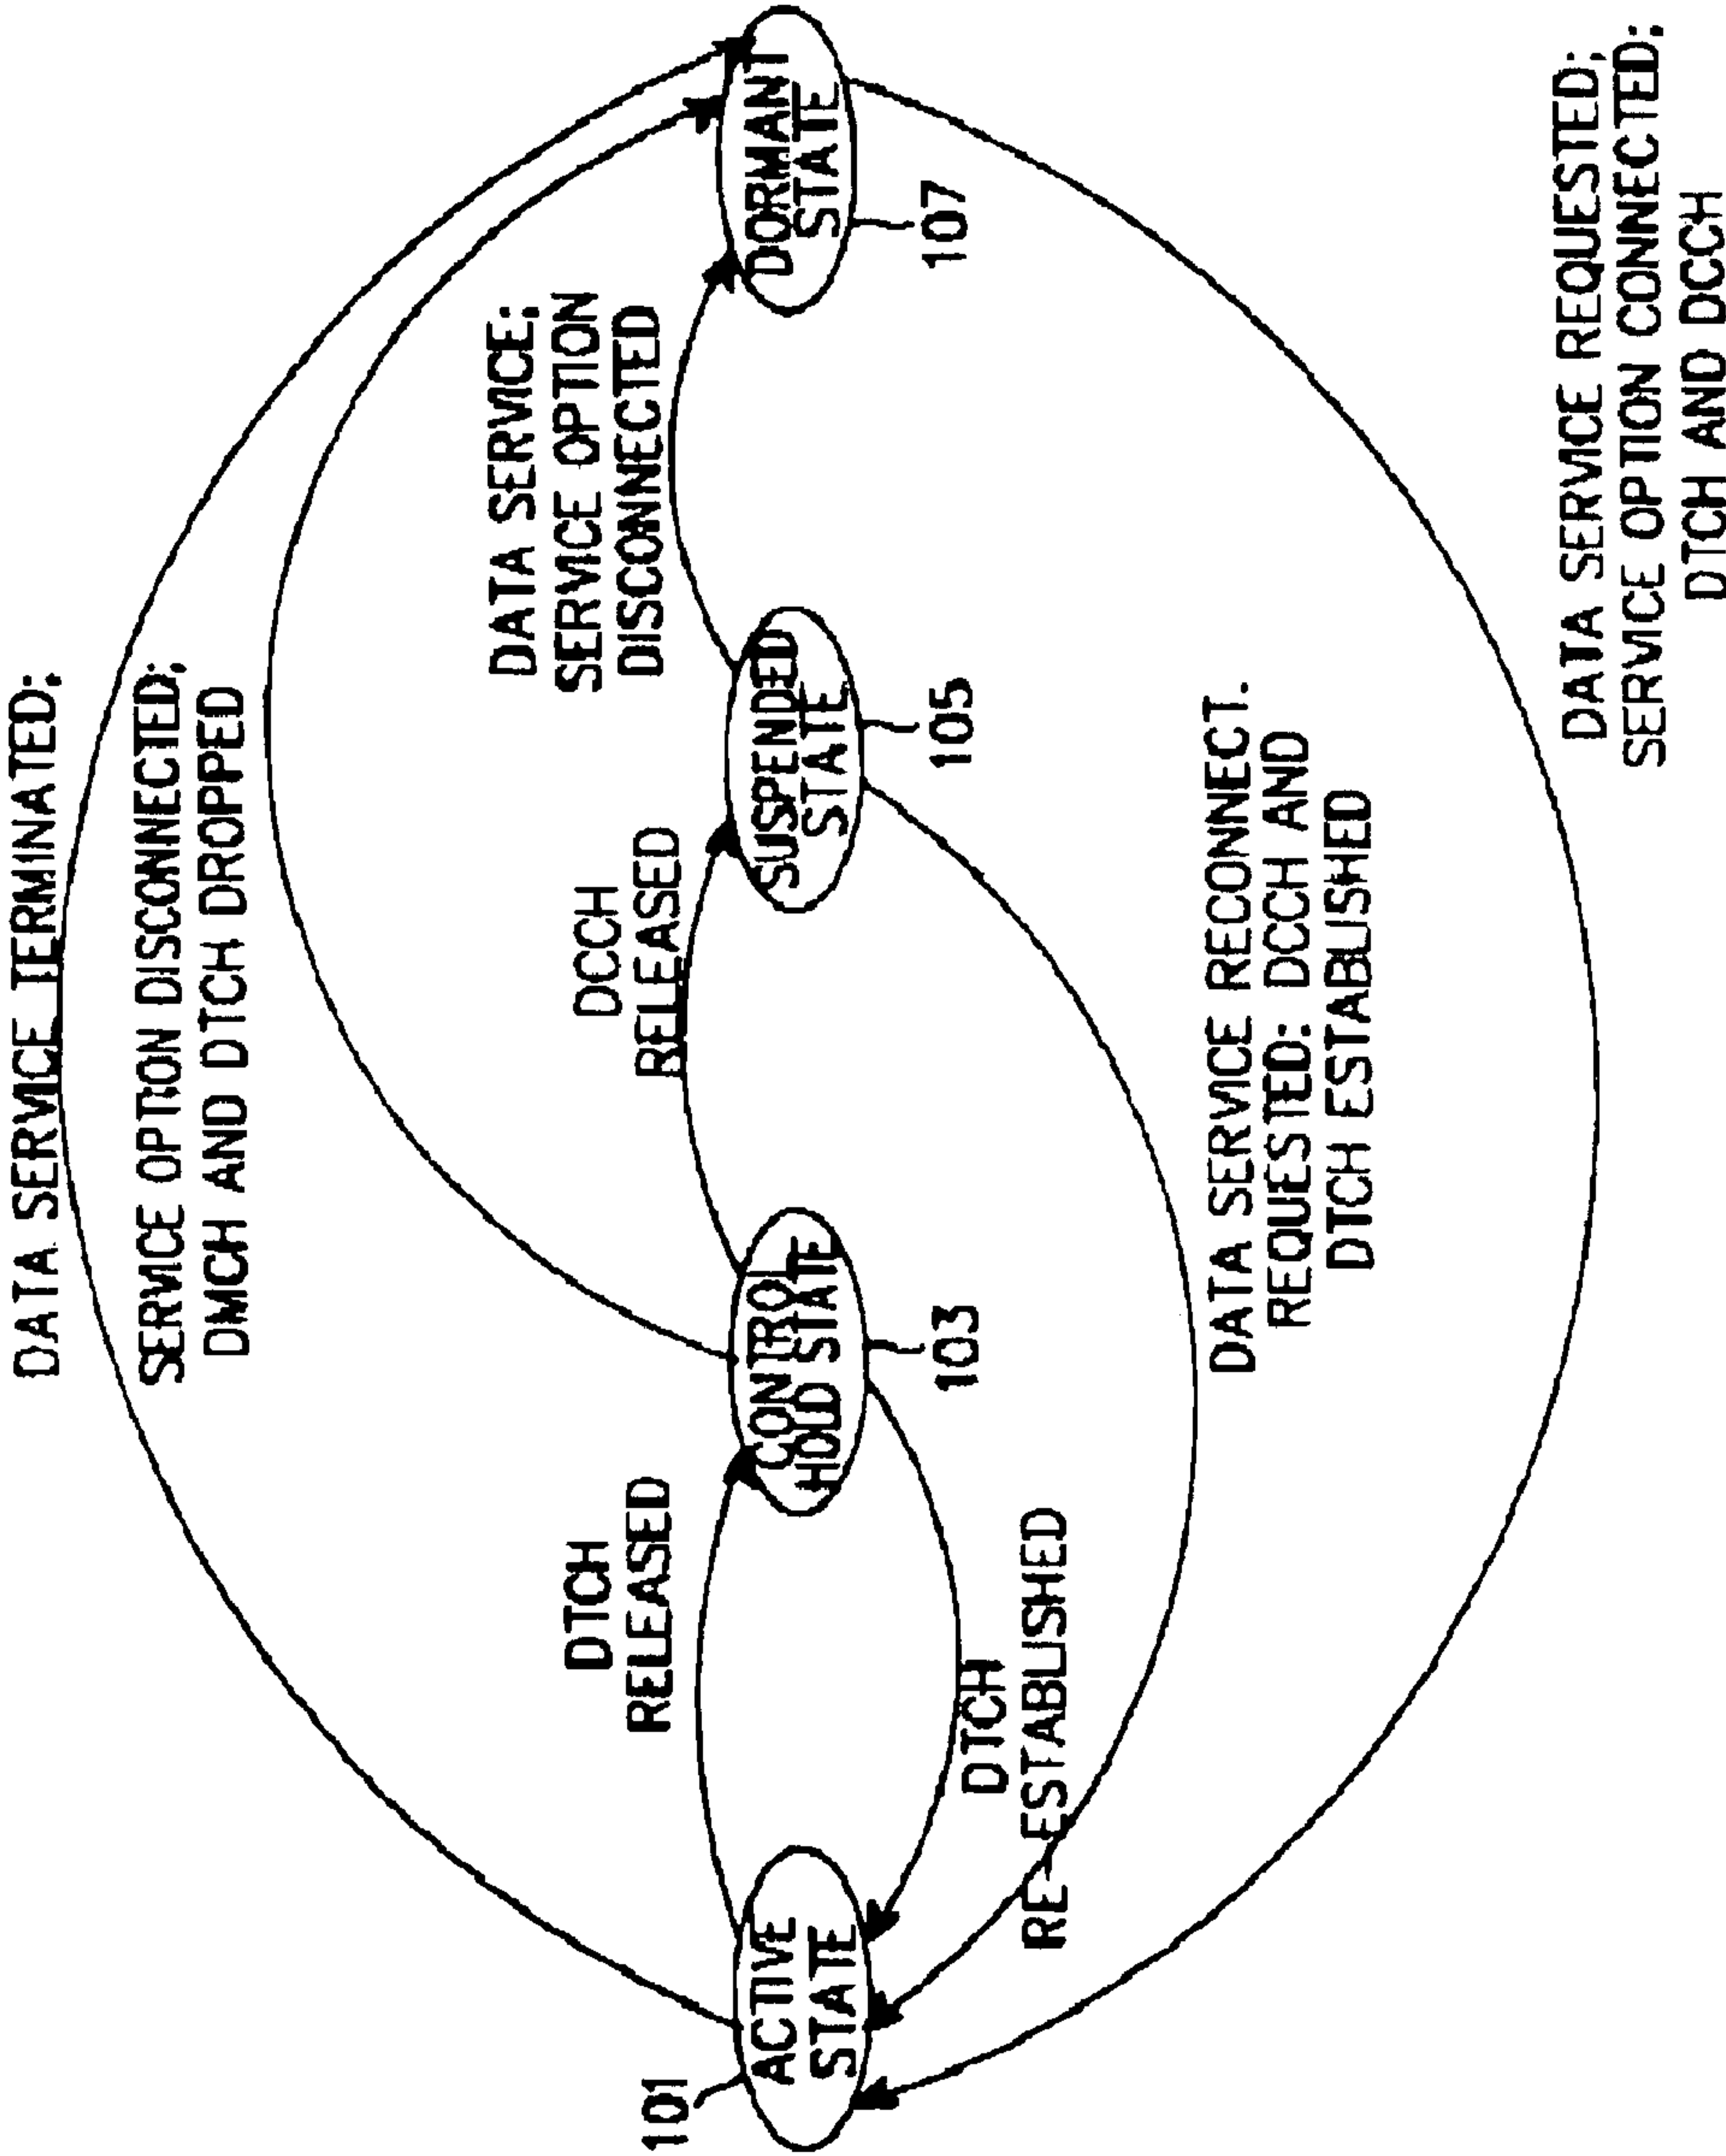 DATA SERVICE TERMINATED;
SERVICE OPTION DISCONNECTED;
DMCH AND DTCH DROPPED
DATA SERVICE;
SERVICE OPTION
DISCONNECTED
DTCH
RELEASED
DCCH
RELEASED
101
ACTIVE
STATE
CONTROL
HOLD STATE
SUSPENDED
STATE
DORMANT
STATE
103
105
107
DTCH
RE-ESTABLISHED
DATA SERVICE RECONNECT.
REQUESTED: DCCH AND
DTCH ESTABLISHED
DATA SERVICE REQUESTED;
SERVICE OPTION CONNECTED:
DTCH AND DCCH